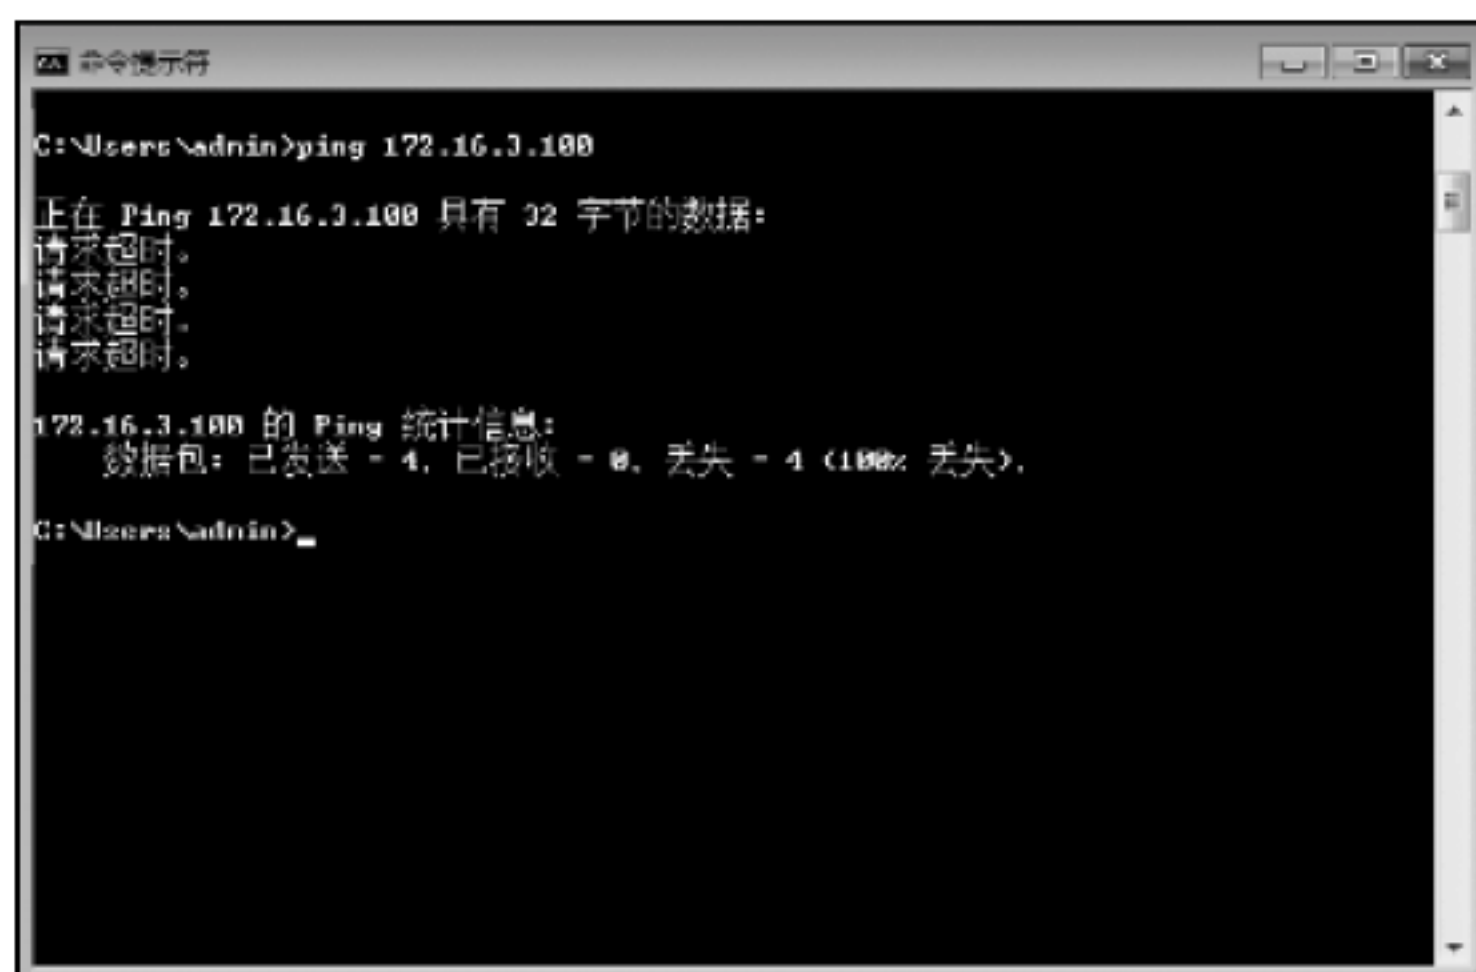 命令提示符
C:\Users\admin>ping 172.16.3.100
正在 Ping 172.16.3.100 具有 32 字节的数据:
请求超时。
请求超时。
请求超时。
请求超时。
172.16.3.100 的 Ping 统计信息:
数据包: 已发送 = 4, 已接收 = 0, 丢失 = 4 (100% 丢失),
C:\Users\admin>_